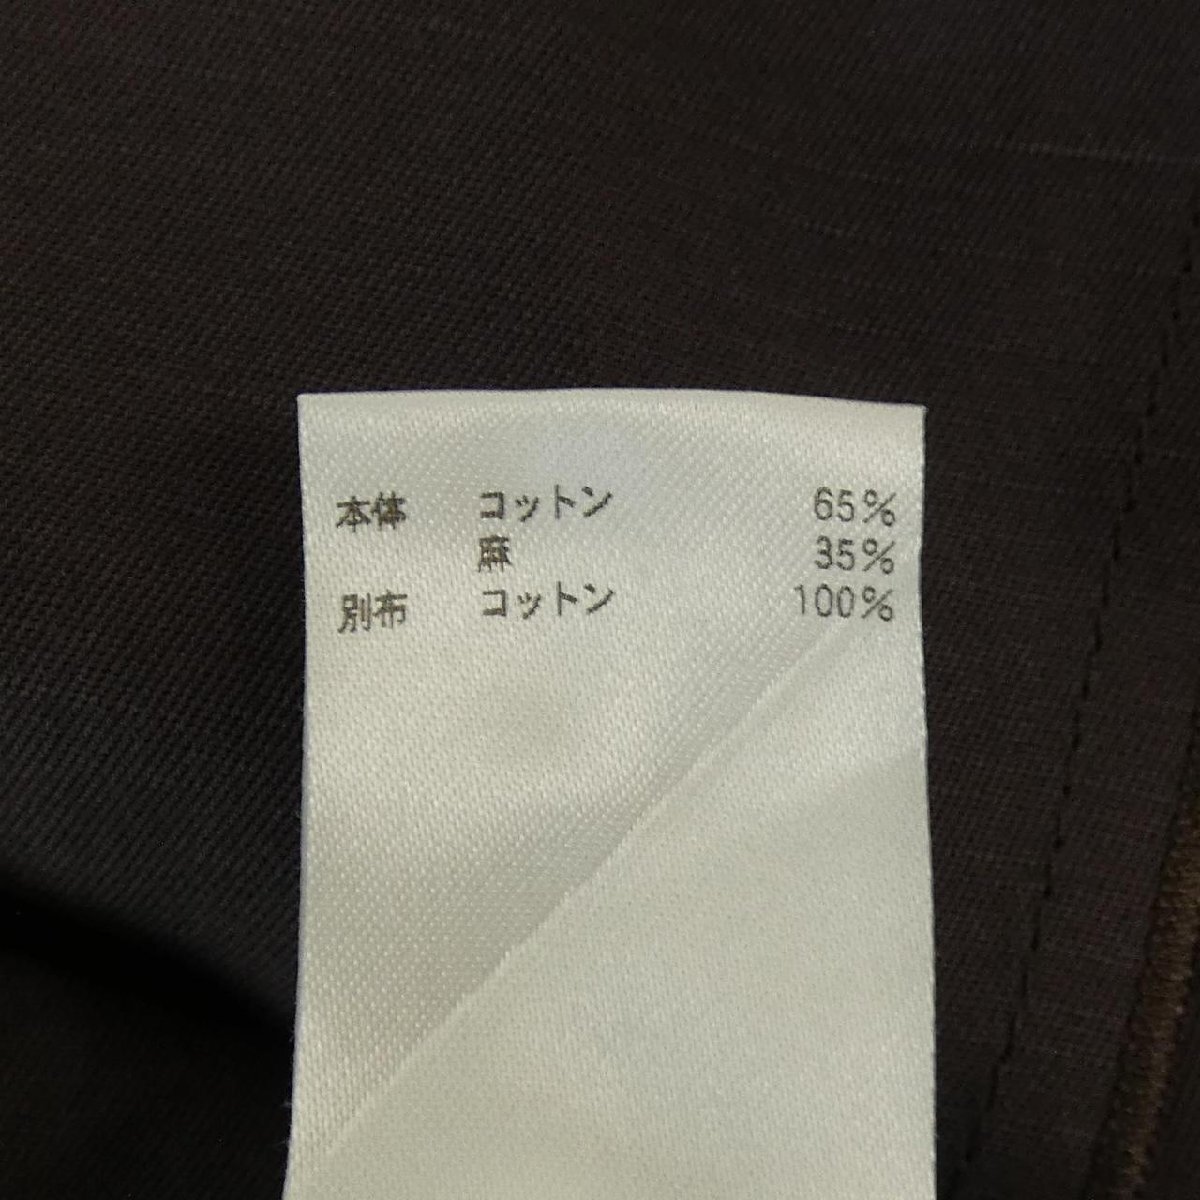 本体 コットン 65%
麻 35%
別布 コットン 100%